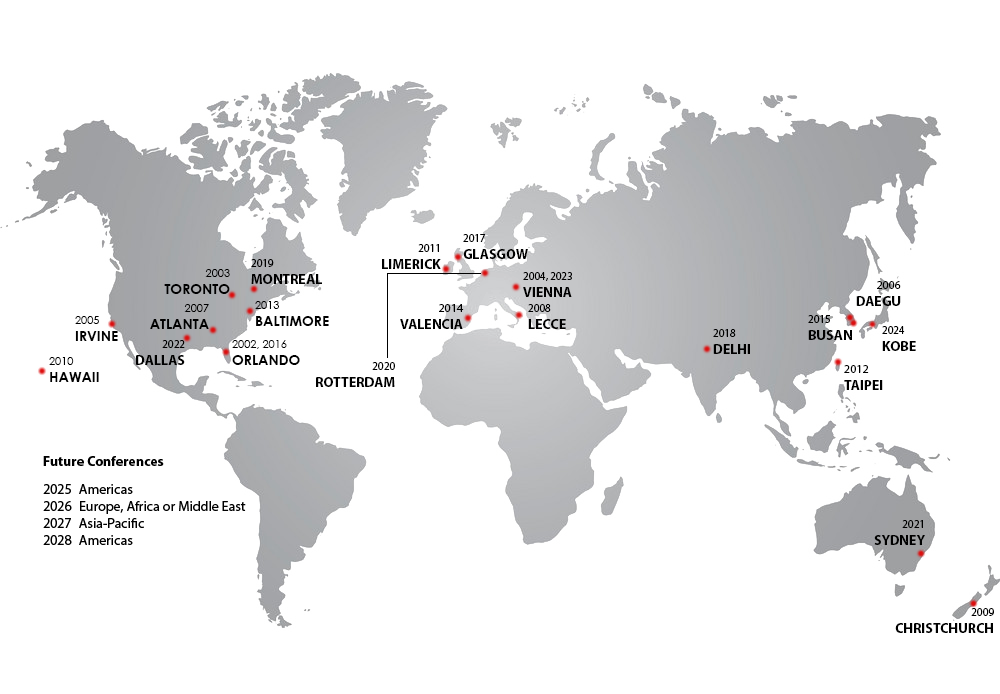 2017
GLASGOW
2011
LIMERICK
2019
MONTREAL
2003
TORONTO
2004, 2023
VIENNA
2006
DAEGU
2007
ATLANTA
2013
BALTIMORE
2014
VALENCIA
2008
LECCE
2005
IRVINE
2015
BUSAN
2024
KOBE
2022
DALLAS
2002, 2016
ORLANDO
2018
DELHI
2010
HAWAII
2020
ROTTERDAM
2012
TAIPEI
Future Conferences
2025 Americas
2026 Europe, Africa or Middle East
2027 Asia-Pacific
2028 Americas
2021
SYDNEY
2009
CHRISTCHURCH